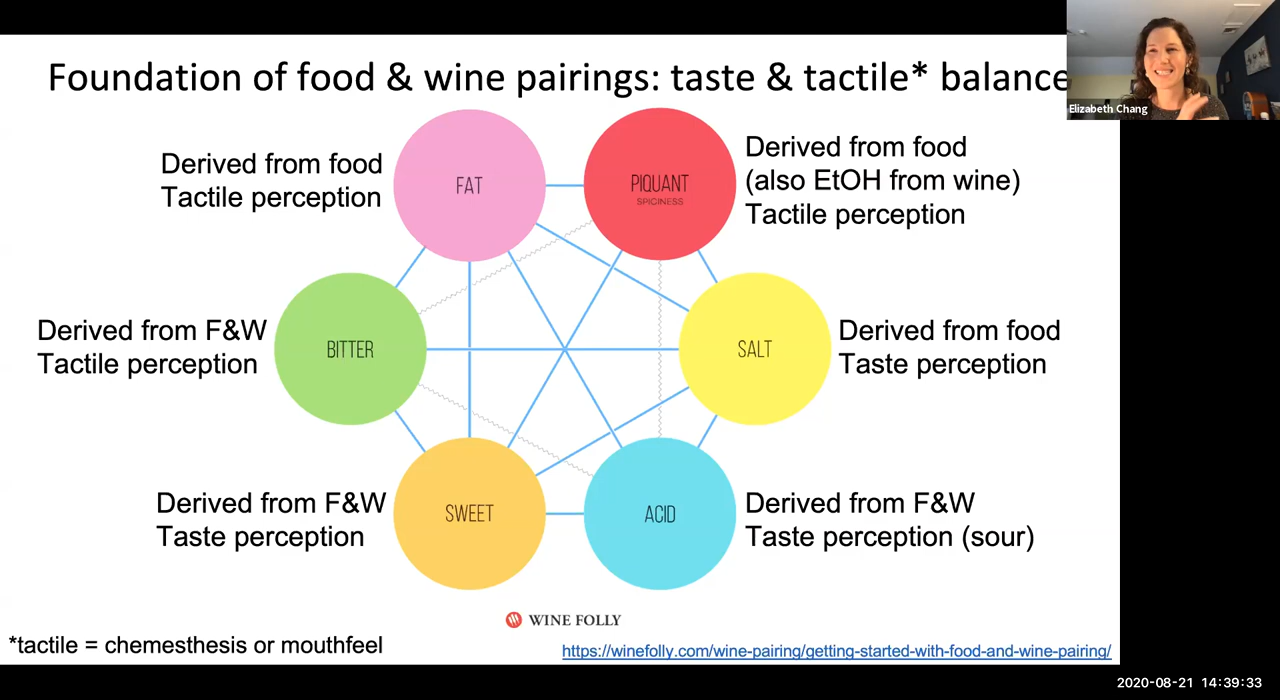 Foundation of food & wine pairings: taste & tactile* balance
Elizabeth Chang
Derived from food
Tactile perception
FAT
PIQUANT
SPICINESS
Derived from food
(also EtOH from wine)
Tactile perception
Derived from F&W
Tactile perception
BITTER
SALT
Derived from food
Taste perception
Derived from F&W
Taste perception
SWEET
ACID
Derived from F&W
Taste perception (sour)
WINE FOLLY
*tactile = chemesthesis or mouthfeel
https://winefolly.com/wine-pairing/getting-started-with-food-and-wine-pairing/
2020-08-21 14:39:33